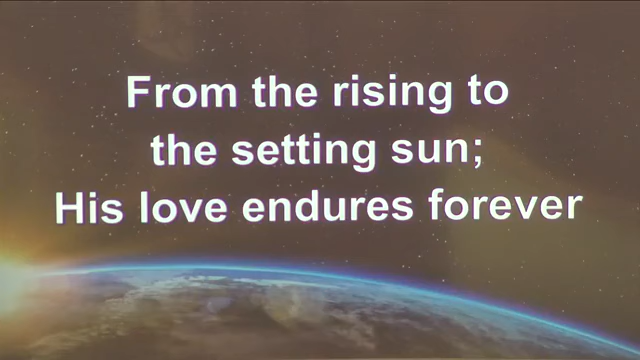 From the rising to
the setting sun;
His love endures forever